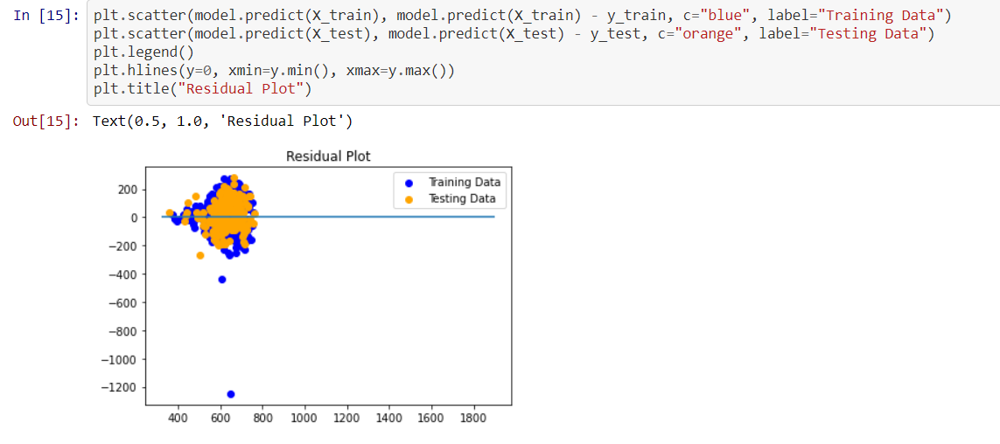 In [15]: plt.scatter(model.predict(X_train), model.predict(X_train) - y_train, c="blue", label="Training Data")
plt.scatter(model.predict(X_test), model.predict(X_test) - y_test, c="orange", label="Testing Data")
plt.legend()
plt.hlines(y=0, xmin=y.min(), xmax=y.max())
plt.title("Residual Plot")
Out[15]: Text(0.5, 1.0, 'Residual Plot')
Residual Plot
Training Data
Testing Data
200
0
−200
−400
−600
−800
−1000
−1200
400 600 800 1000 1200 1400 1600 1800